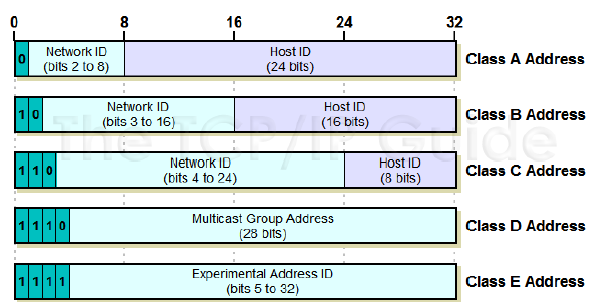 0 8 16 24 32
0 Network ID Host ID Class A Address
(bits 2 to 8) (24 bits)
1 0 Network ID Host ID Class B Address
(bits 3 to 16) (16 bits)
The TCP/IP Guide
1 1 0 Network ID Host ID Class C Address
(bits 4 to 24) (8 bits)
1 1 1 0 Multicast Group Address Class D Address
(28 bits)
1 1 1 1 Experimental Address ID Class E Address
(bits 5 to 32)